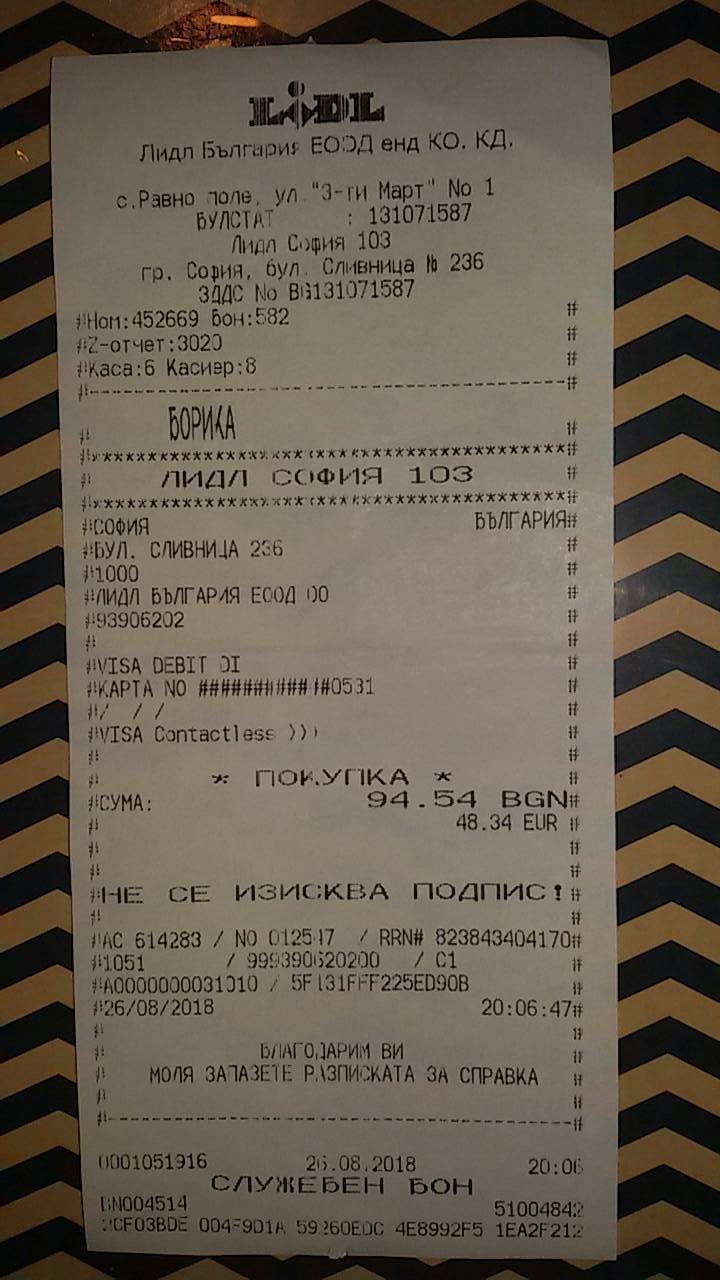 LIDL
Лидл България ЕООД енд КО. КД.
с.Равно поле, ул."3-ти Март" No 1
БУЛСТАТ : 131071587
Лидл София 103
гр. София, бул. Сливница № 236
ЗДДС No BG131071587
#Ном:452669 бон:582 #
#Z-отчет:3020 #
#Каса:6 Касиер:8 #
#------------------------------------------#
# БОРИКА #
#******************************************#
# ЛИДЛ СОФИЯ 103 #
#******************************************#
#СОФИЯ БЪЛГАРИЯ#
#БУЛ. СЛИВНИЦА 236 #
#1000 #
#ЛИДЛ БЪЛГАРИЯ ЕООД 00 #
#93906202 #
# #
#VISA DEBIT DI #
#КАРТА NO ############0531 #
#/ / / #
#VISA Contactless ))) #
# #
# * ПОКУПКА * #
#СУМА: 94.54 BGN#
# 48.34 EUR #
# #
# #
#НЕ СЕ ИЗИСКВА ПОДПИС! #
# #
#AC 614283 / NO 012547 / RRN# 823843404170#
#1051 / 999390620200 / C1 #
#A0000000031010 / 5F131FFF225ED90B #
#26/08/2018 20:06:47#
# #
# БЛАГОДАРИМ ВИ #
# МОЛЯ ЗАПАЗЕТЕ РАЗПИСКАТА ЗА СПРАВКА #
# #
#------------------------------------------#
0001051916 26.08.2018 20:06
СЛУЖЕБЕН БОН
BN004514 51004842
2CF03BDE 004F9D1A 59260E0C 4E8992F5 1EA2F212